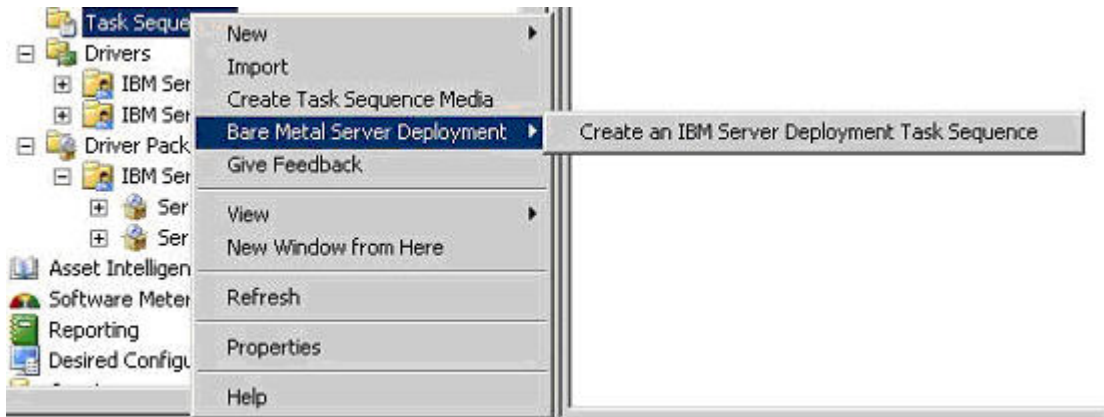 Task Seque
Drivers
IBM Ser
IBM Ser
Driver Pack
IBM Ser
Ser
Ser
Asset Intelligen
Software Meter
Reporting
Desired Configu
New
Import
Create Task Sequence Media
Bare Metal Server Deployment
Give Feedback
View
New Window from Here
Refresh
Properties
Help
Create an IBM Server Deployment Task Sequence